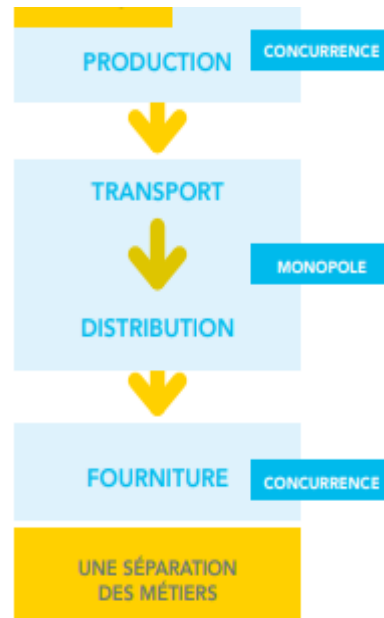 PRODUCTION
CONCURRENCE
TRANSPORT
MONOPOLE
DISTRIBUTION
FOURNITURE
CONCURRENCE
UNE SÉPARATION
DES MÉTIERS